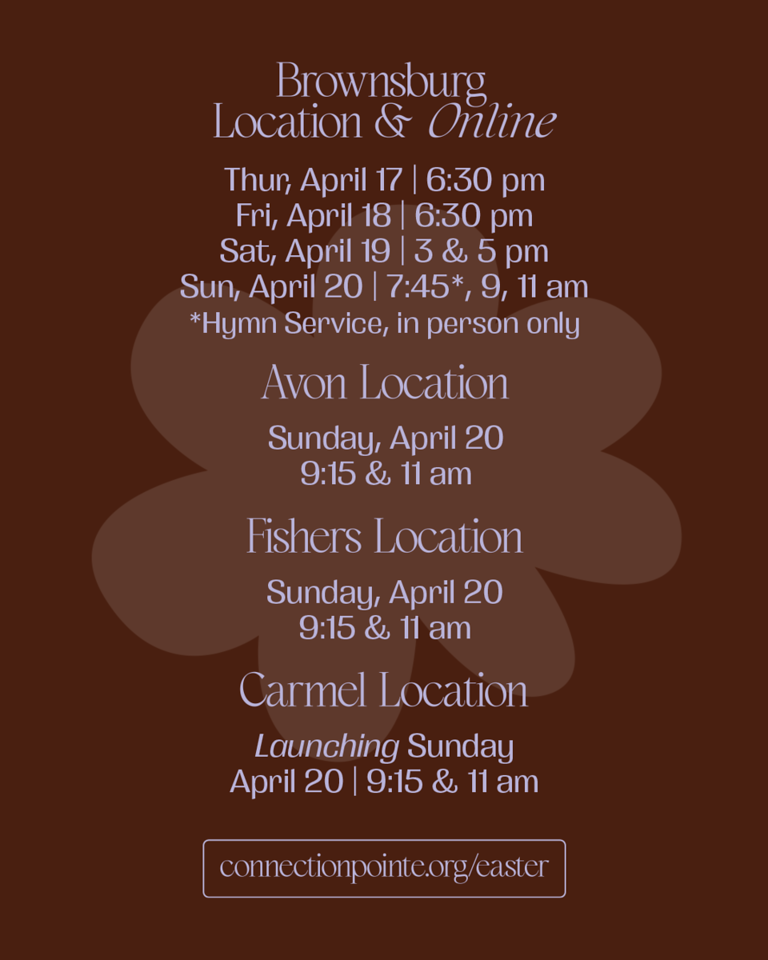 Brownsburg
Location & Online
Thur, April 17 | 6:30 pm
Fri, April 18 | 6:30 pm
Sat, April 19 | 3 & 5 pm
Sun, April 20 | 7:45*, 9, 11 am
*Hymn Service, in person only
Avon Location
Sunday, April 20
9:15 & 11 am
Fishers Location
Sunday, April 20
9:15 & 11 am
Carmel Location
Launching Sunday
April 20 | 9:15 & 11 am
connectionpointe.org/easter